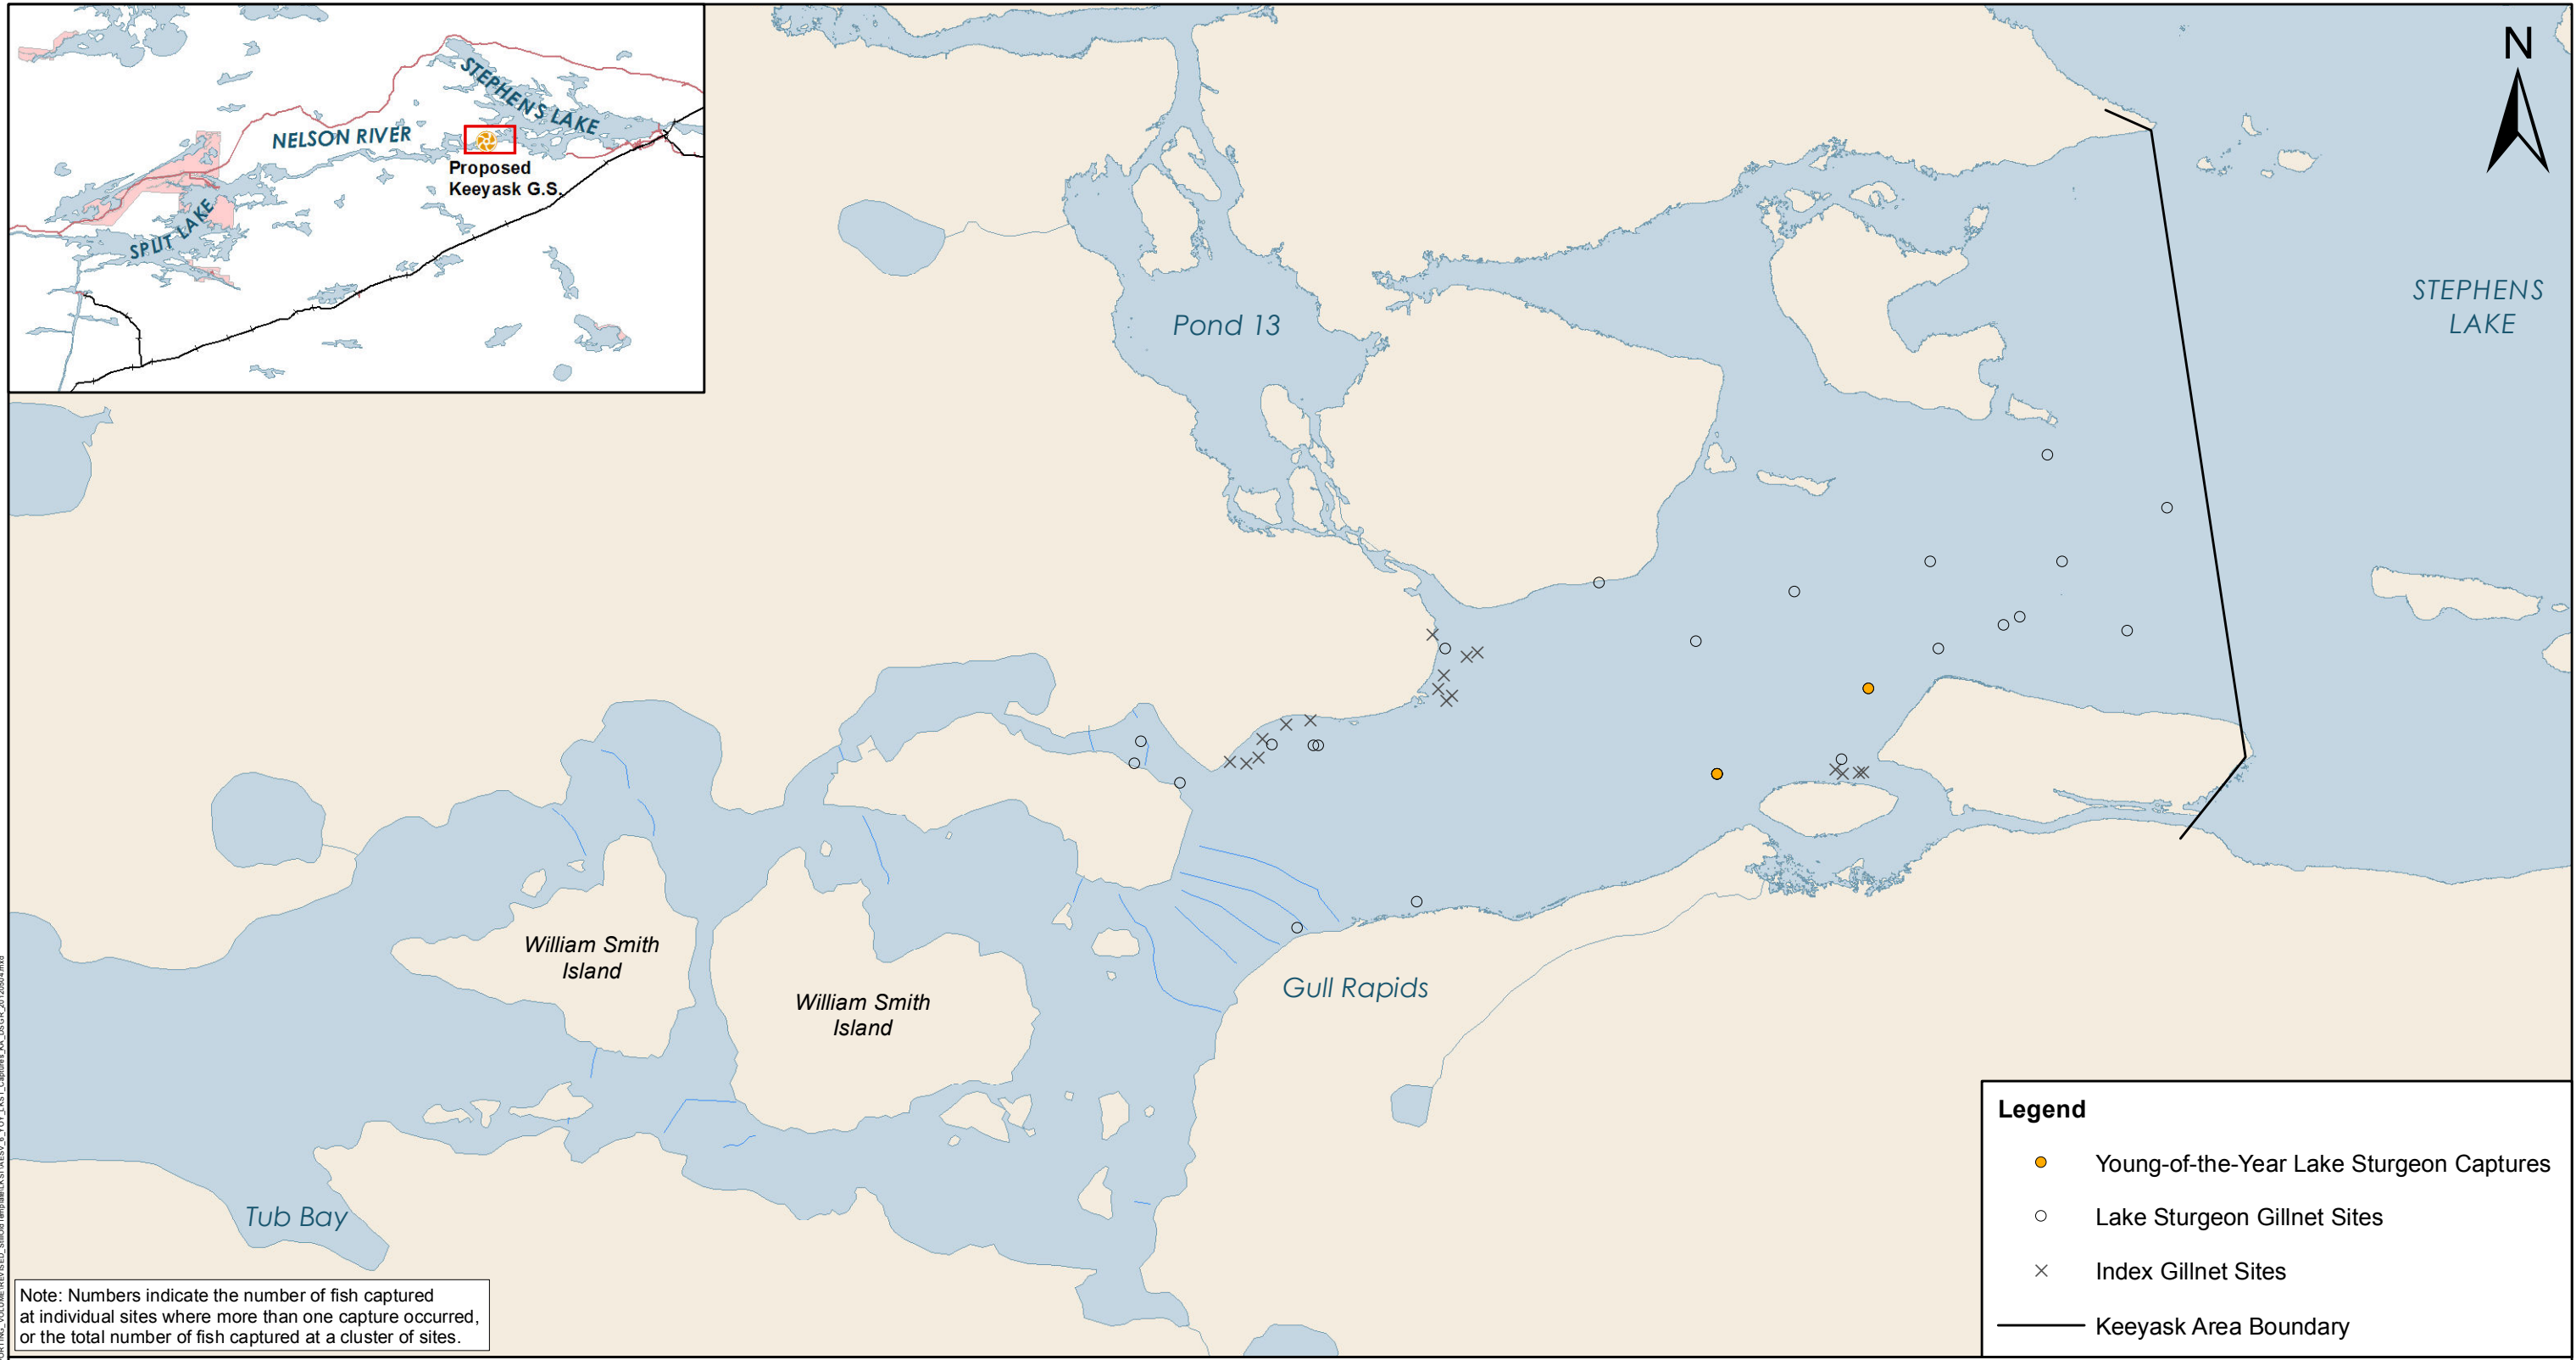 STEPHENS LAKE
NELSON RIVER
Proposed
Keeyask G.S.
SPLIT LAKE
N
Pond 13
STEPHENS
LAKE
William Smith
Island
William Smith
Island
Gull Rapids
Tub Bay
Note: Numbers indicate the number of fish captured
at individual sites where more than one capture occurred,
or the total number of fish captured at a cluster of sites.
Legend
Young-of-the-Year Lake Sturgeon Captures
Lake Sturgeon Gillnet Sites
Index Gillnet Sites
Keeyask Area Boundary